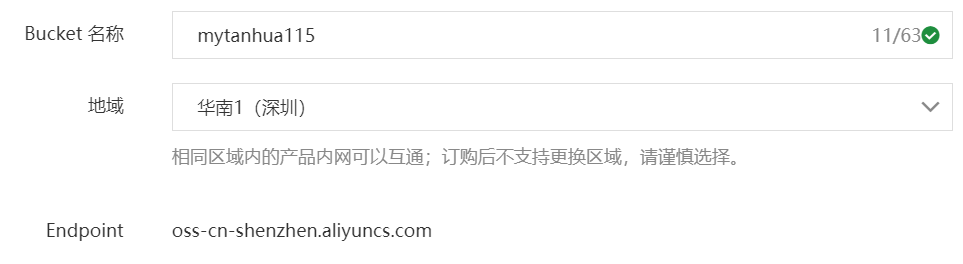 Bucket 名称 mytanhua115 11/63
地域 华南1（深圳）
相同区域内的产品内网可以互通；订购后不支持更换区域，请谨慎选择。
Endpoint oss-cn-shenzhen.aliyuncs.com